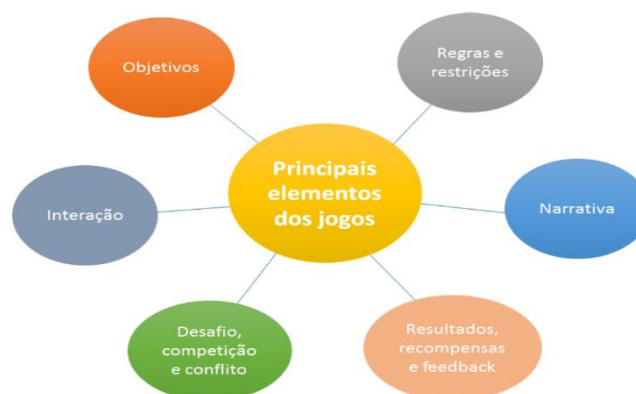 Objetivos
Regras e
restrições
Principais
elementos
dos jogos
Interação
Narrativa
Desafio,
competição
e conflito
Resultados,
recompensas
e feedback